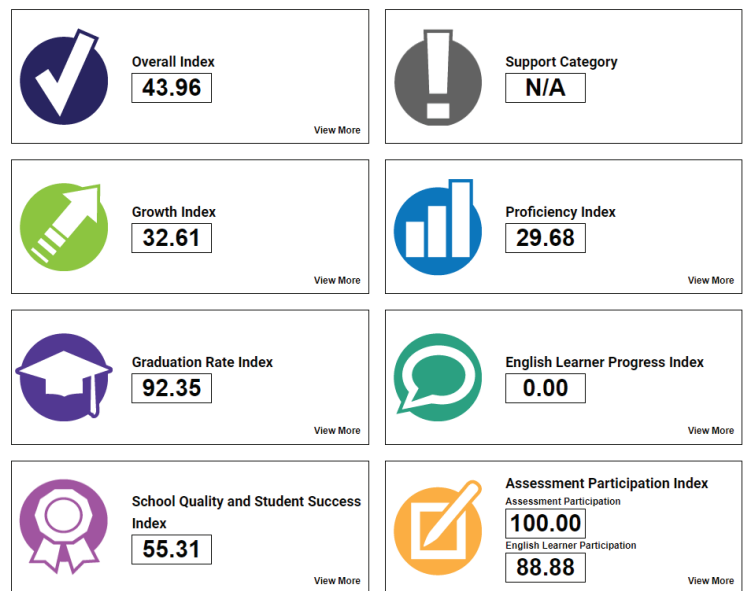 Overall Index
43.96
View More
Support Category
N/A
Growth Index
32.61
View More
Proficiency Index
29.68
View More
Graduation Rate Index
92.35
View More
English Learner Progress Index
0.00
View More
School Quality and Student Success
Index
55.31
View More
Assessment Participation Index
Assessment Participation
100.00
English Learner Participation
88.88
View More